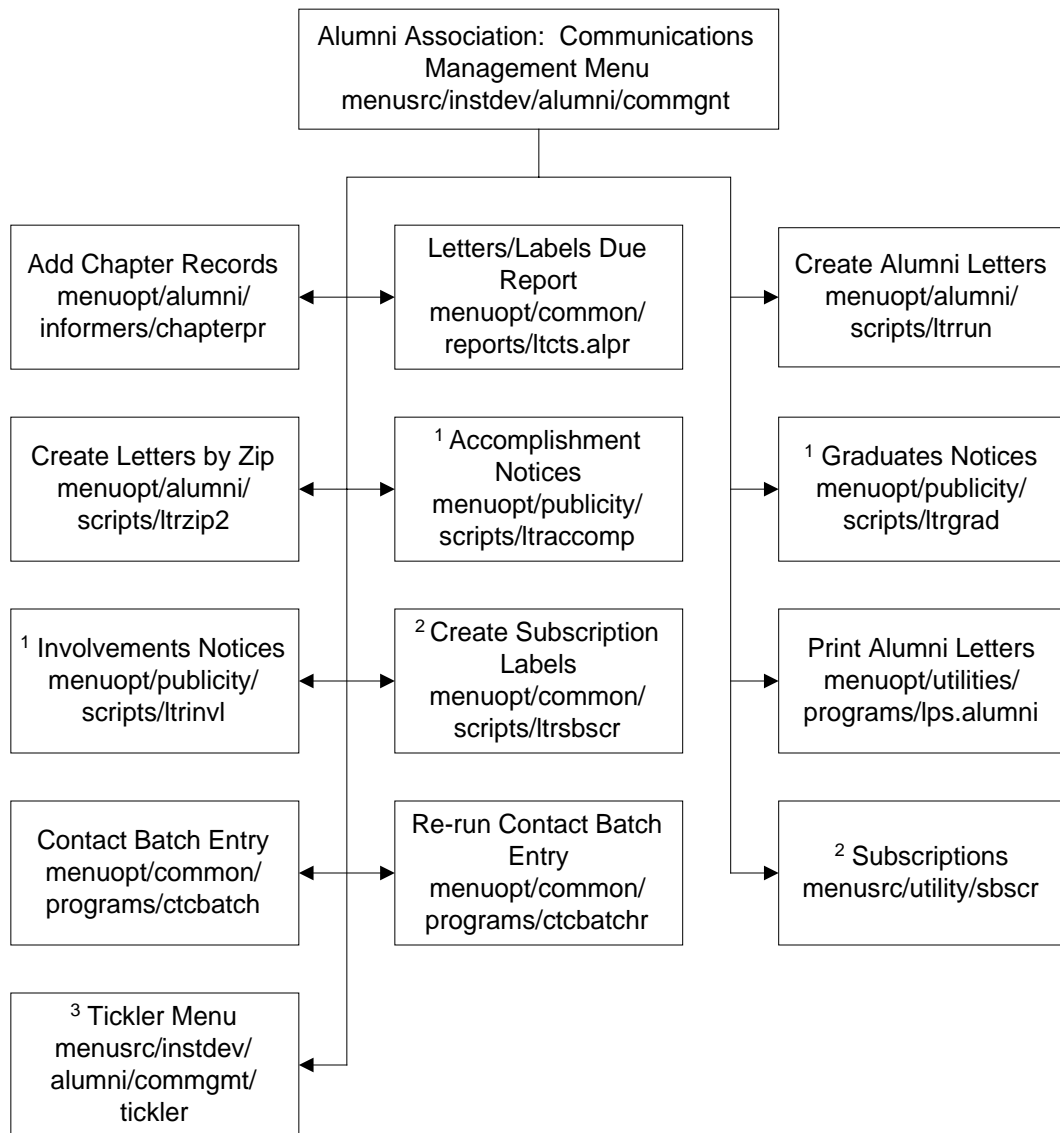 Alumni Association: Communications
Management Menu
menusrc/instdev/alumni/commgnt
Add Chapter Records
menuopt/alumni/
informers/chapterpr
Letters/Labels Due
Report
menuopt/common/
reports/ltcts.alpr
Create Alumni Letters
menuopt/alumni/
scripts/ltrrun
Create Letters by Zip
menuopt/alumni/
scripts/ltrzip2
1 Accomplishment
Notices
menuopt/publicity/
scripts/ltraccomp
1 Graduates Notices
menuopt/publicity/
scripts/ltrgrad
1 Involvements Notices
menuopt/publicity/
scripts/ltrinvl
2 Create Subscription
Labels
menuopt/common/
scripts/ltrsbscr
Print Alumni Letters
menuopt/utilities/
programs/lps.alumni
Contact Batch Entry
menuopt/common/
programs/ctcbatch
Re-run Contact Batch
Entry
menuopt/common/
programs/ctcbatchr
2 Subscriptions
menusrc/utility/sbscr
3 Tickler Menu
menusrc/instdev/
alumni/commgmt/
tickler